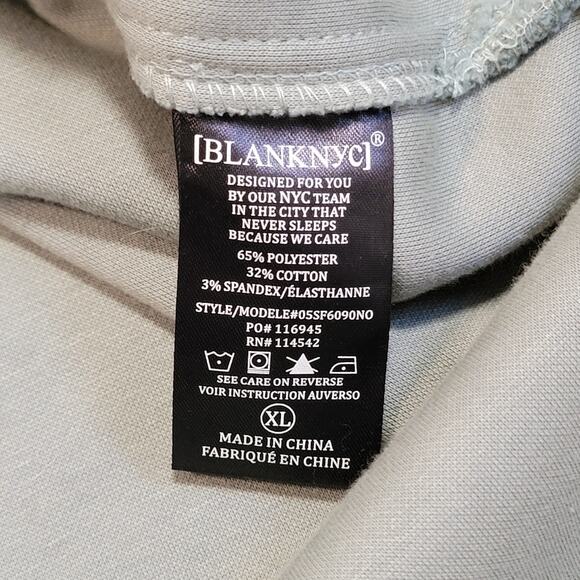 [BLANKNYC]®
DESIGNED FOR YOU
BY OUR NYC TEAM
IN THE CITY THAT
NEVER SLEEPS
BECAUSE WE CARE
65% POLYESTER
32% COTTON
3% SPANDEX/ÉLASTHANNE
STYLE/MODELE#05SF6090NO
PO# 116945
RN# 114542
SEE CARE ON REVERSE
VOIR INSTRUCTION AUVERSO
XL
MADE IN CHINA
FABRIQUÉ EN CHINE